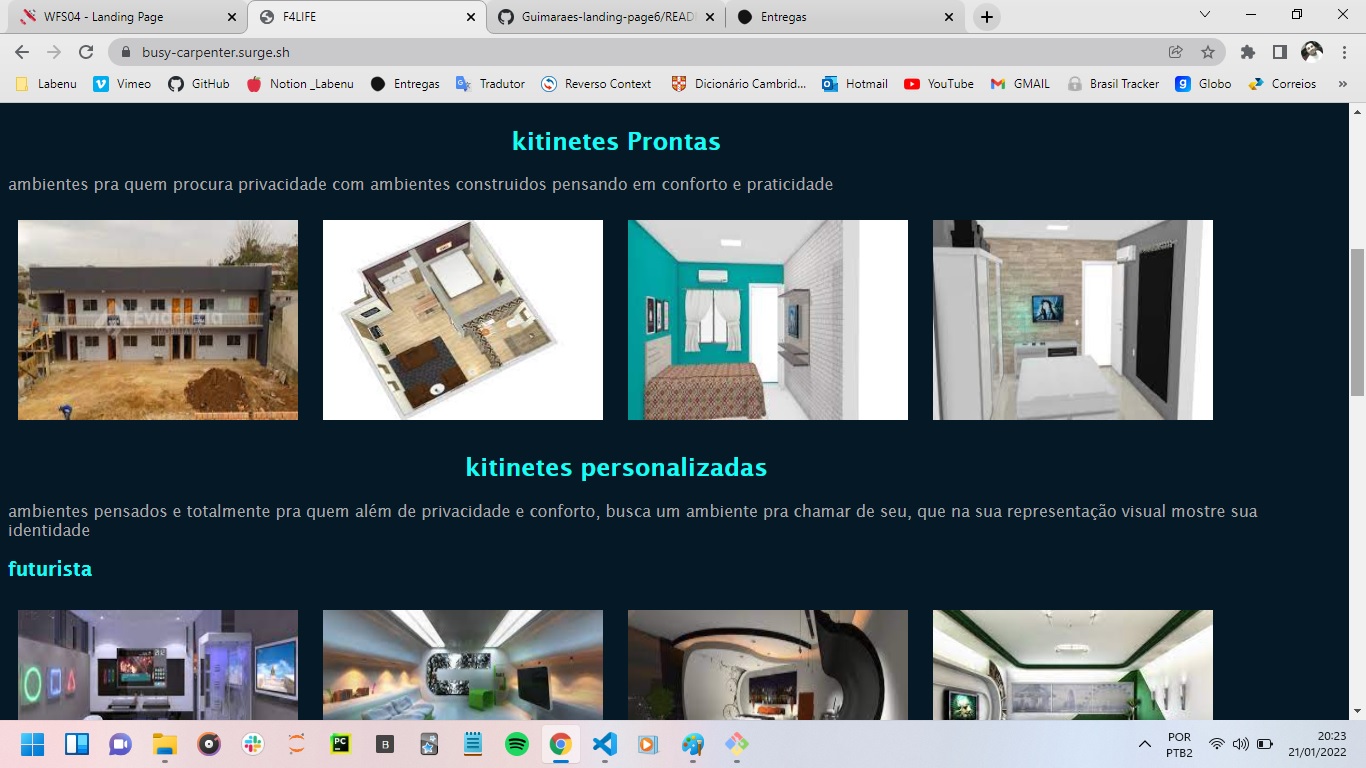 WFS04 - Landing Page
F4LIFE
Guimaraes-landing-page6/READ
Entregas
busy-carpenter.surge.sh
Labenu
Vimeo
GitHub
Notion _Labenu
Entregas
Tradutor
Reverso Context
Dicionário Cambrid...
Hotmail
YouTube
GMAIL
Brasil Tracker
Globo
Correios
»
kitinetes Prontas
ambientes pra quem procura privacidade com ambientes construidos pensando em conforto e praticidade
Evidência
kitinetes personalizadas
ambientes pensados e totalmente pra quem além de privacidade e conforto, busca um ambiente pra chamar de seu, que na sua representação visual mostre sua
identidade
futurista
POR
PTB2
20:23
21/01/2022